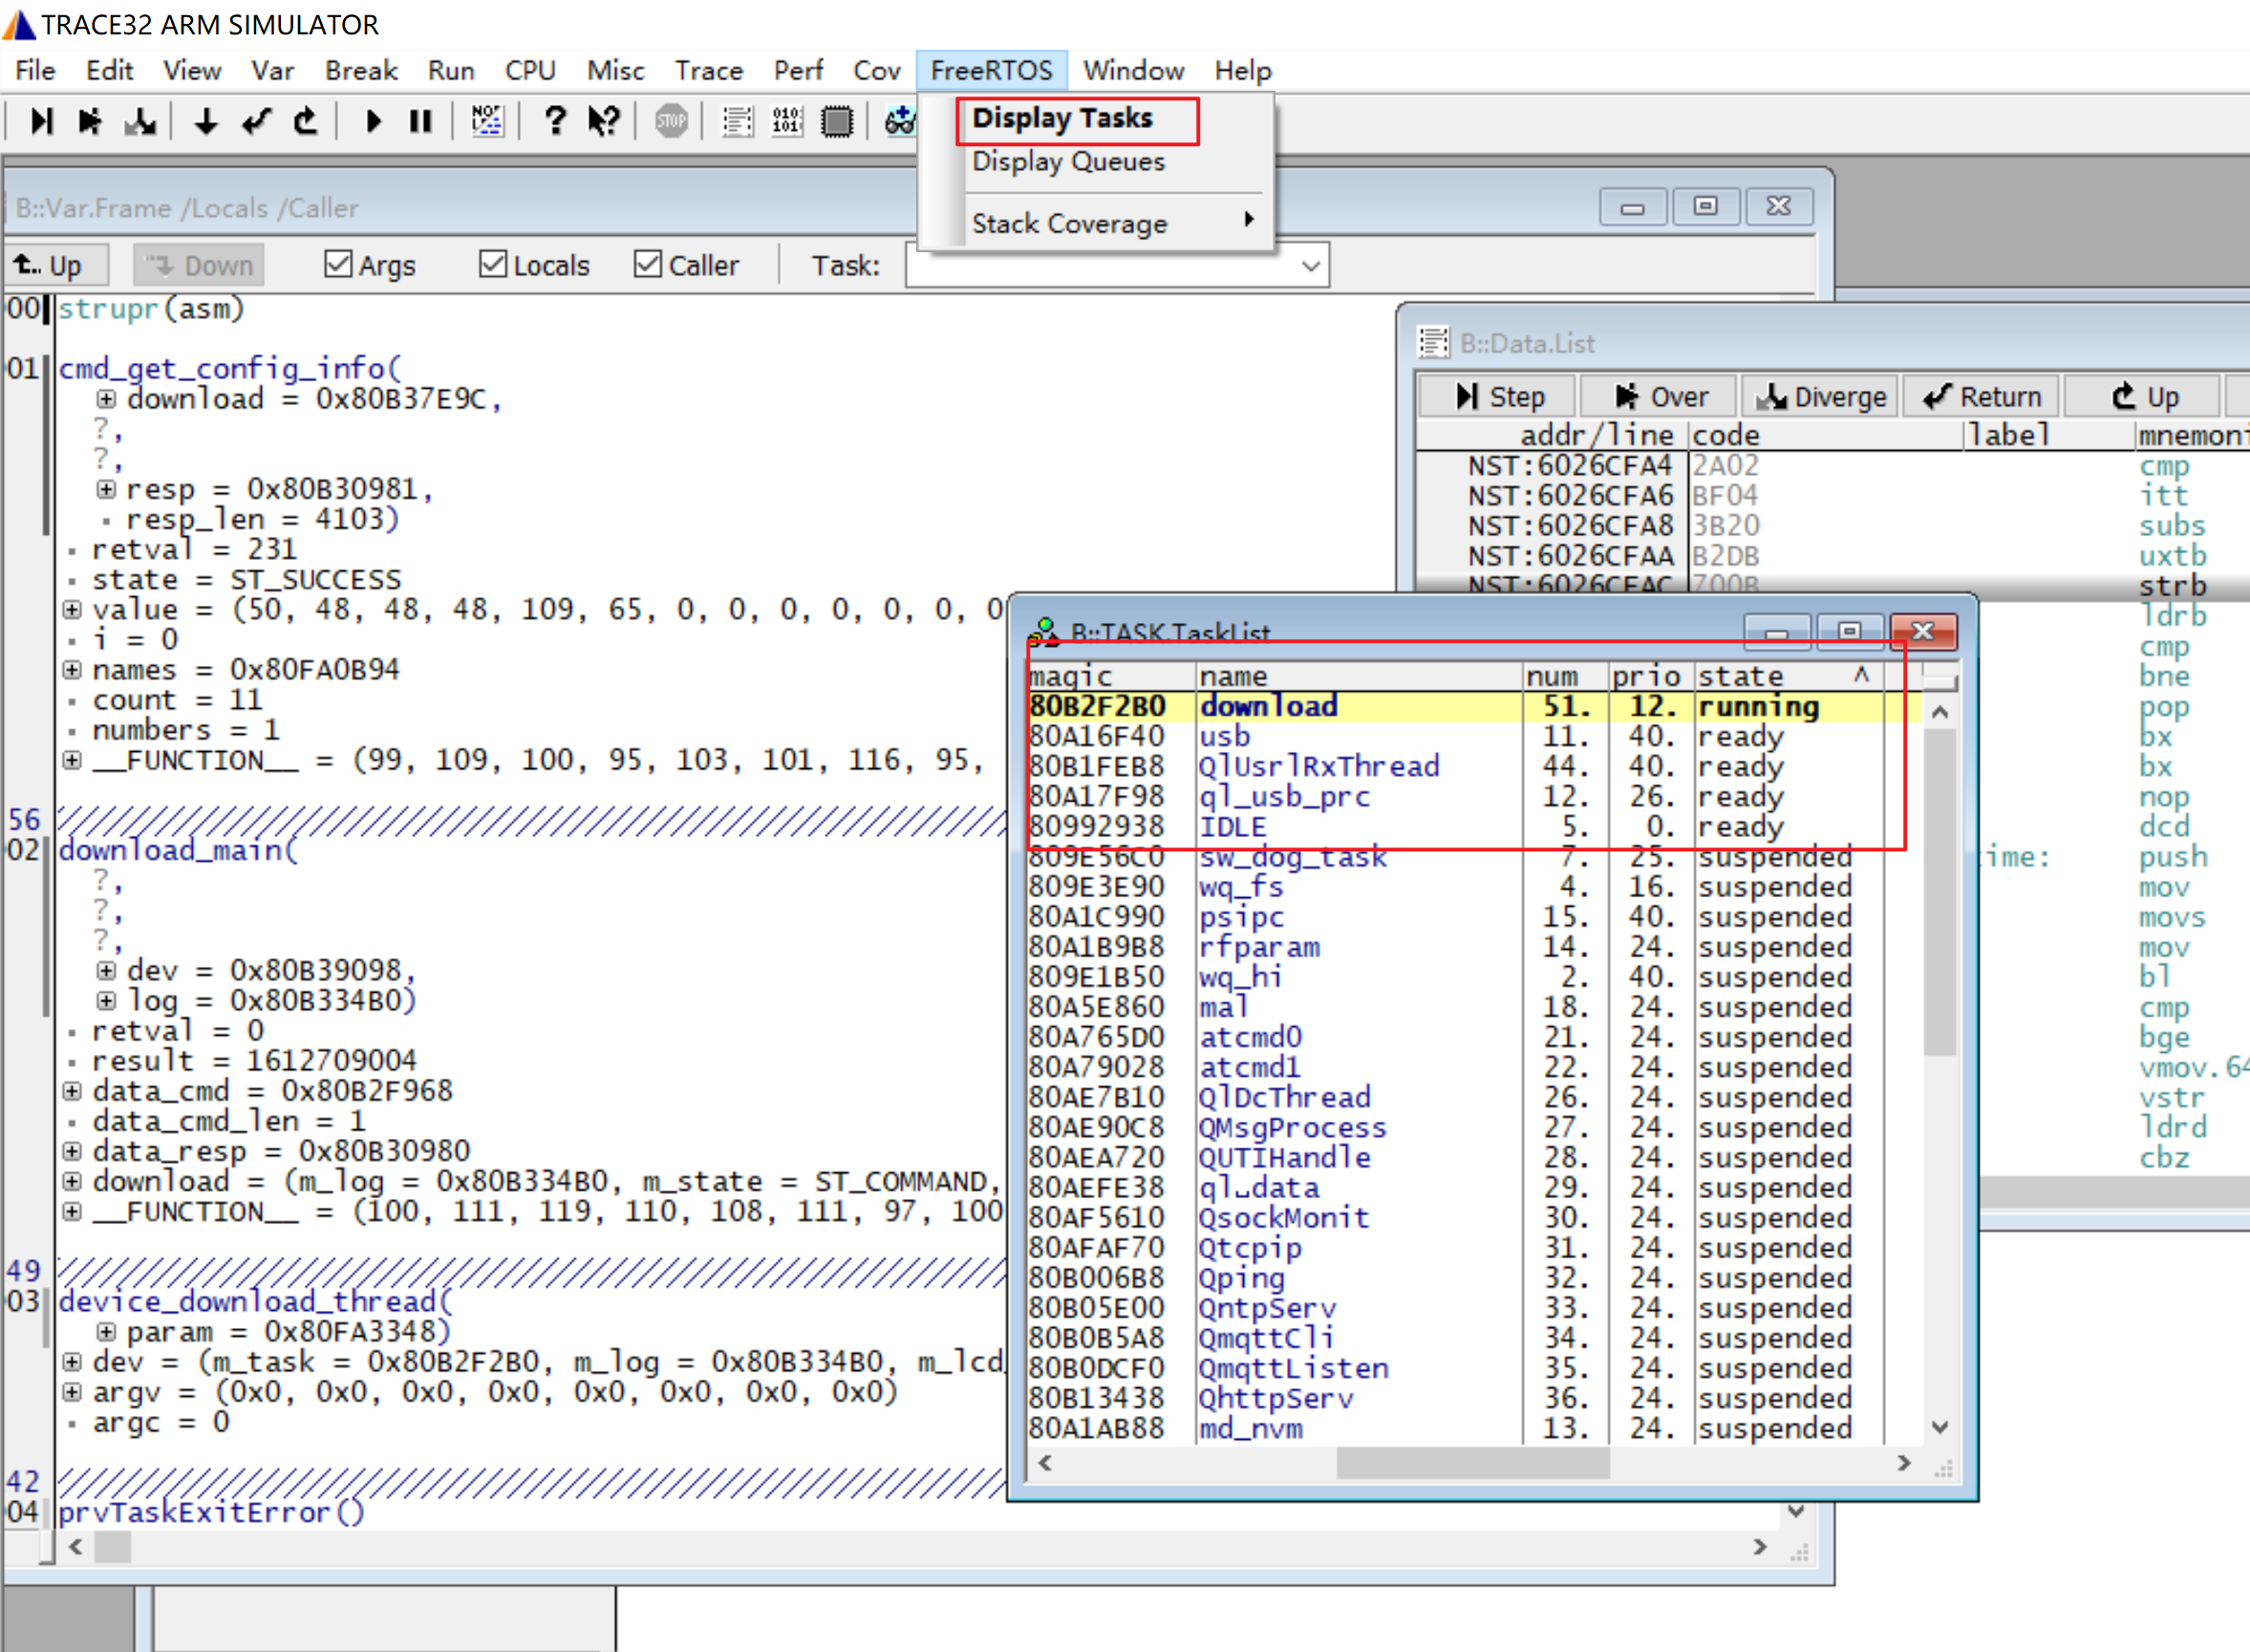 TRACE32 ARM SIMULATOR
File Edit View Var Break Run CPU Misc Trace Perf Cov FreeRTOS Window Help
Display Tasks
Display Queues
Stack Coverage
B::Var.Frame /Locals /Caller
Up Down Args Locals Caller Task:
00 strupr(asm)
01 cmd_get_config_info(
download = 0x80B37E9C,
?,
?,
resp = 0x80B30981,
resp_len = 4103)
retval = 231
state = ST_SUCCESS
value = (50, 48, 48, 48, 109, 65, 0, 0, 0, 0, 0, 0, 0
i = 0
names = 0x80FA0B94
count = 11
numbers = 1
__FUNCTION__ = (99, 109, 100, 95, 103, 101, 116, 95,
56
02 download_main(
?,
?,
?,
dev = 0x80B39098,
log = 0x80B334B0)
retval = 0
result = 1612709004
data_cmd = 0x80B2F968
data_cmd_len = 1
data_resp = 0x80B30980
download = (m_log = 0x80B334B0, m_state = ST_COMMAND,
__FUNCTION__ = (100, 111, 119, 110, 108, 111, 97, 100
49
03 device_download_thread(
param = 0x80FA3348)
dev = (m_task = 0x80B2F2B0, m_log = 0x80B334B0, m_lcd
argv = (0x0, 0x0, 0x0, 0x0, 0x0, 0x0, 0x0, 0x0)
argc = 0
42
04 prvTaskExitError()
B::Data.List
Step Over Diverge Return Up
addr/line code label mnemoni
NST:6026CFA4 2A02 cmp
NST:6026CFA6 BF04 itt
NST:6026CFA8 3B20 subs
NST:6026CFAA B2DB uxtb
NST:6026CFAC 700B strb
ldrb
cmp
bne
pop
bx
bx
nop
dcd
time: push
mov
movs
mov
bl
cmp
bge
vmov.64
vstr
ldrd
cbz
B::TASK.TaskList
magic name num prio state
80B2F2B0 download 51. 12. running
80A16F40 usb 11. 40. ready
80B1FEB8 QlUsrlRxThread 44. 40. ready
80A17F98 ql_usb_prc 12. 26. ready
80992938 IDLE 5. 0. ready
809E56C0 sw_dog_task 7. 25. suspended
809E3E90 wq_fs 4. 16. suspended
80A1C990 psipc 15. 40. suspended
80A1B9B8 rfparam 14. 24. suspended
809E1B50 wq_hi 2. 40. suspended
80A5E860 mal 18. 24. suspended
80A765D0 atcmd0 21. 24. suspended
80A79028 atcmd1 22. 24. suspended
80AE7B10 QlDcThread 26. 24. suspended
80AE90C8 QMsgProcess 27. 24. suspended
80AEA720 QUTIHandle 28. 24. suspended
80AEFE38 ql␣data 29. 24. suspended
80AF5610 QsockMonit 30. 24. suspended
80AFAF70 Qtcpip 31. 24. suspended
80B006B8 Qping 32. 24. suspended
80B05E00 QntpServ 33. 24. suspended
80B0B5A8 QmqttCli 34. 24. suspended
80B0DCF0 QmqttListen 35. 24. suspended
80B13438 QhttpServ 36. 24. suspended
80A1AB88 md_nvm 13. 24. suspended